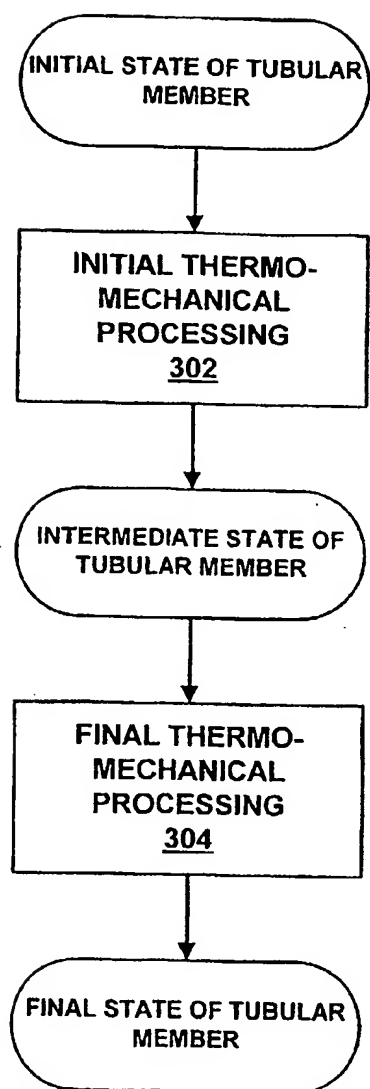 INITIAL STATE OF TUBULAR
MEMBER
INITIAL THERMO-
MECHANICAL
PROCESSING
302
INTERMEDIATE STATE OF
TUBULAR MEMBER
FINAL THERMO-
MECHANICAL
PROCESSING
304
FINAL STATE OF TUBULAR
MEMBER